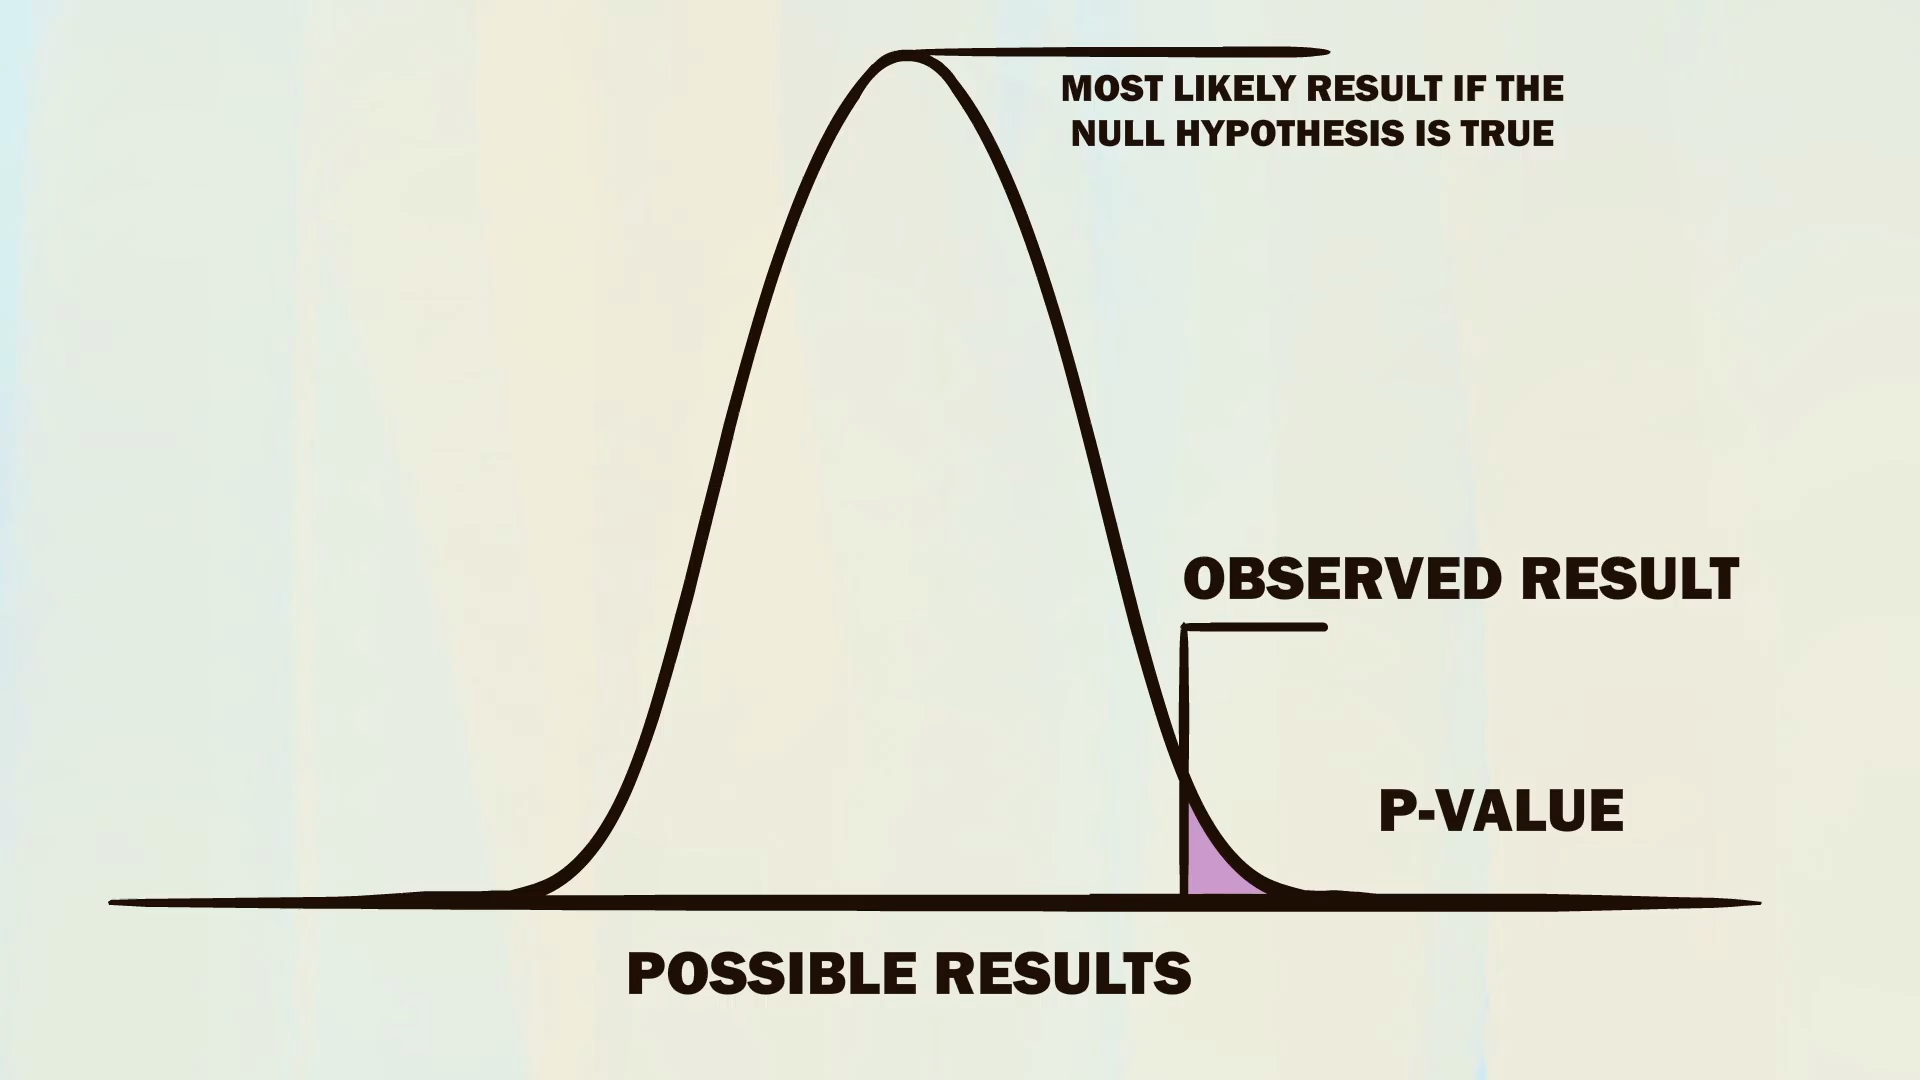 MOST LIKELY RESULT IF THE
NULL HYPOTHESIS IS TRUE
OBSERVED RESULT
P-VALUE
POSSIBLE RESULTS